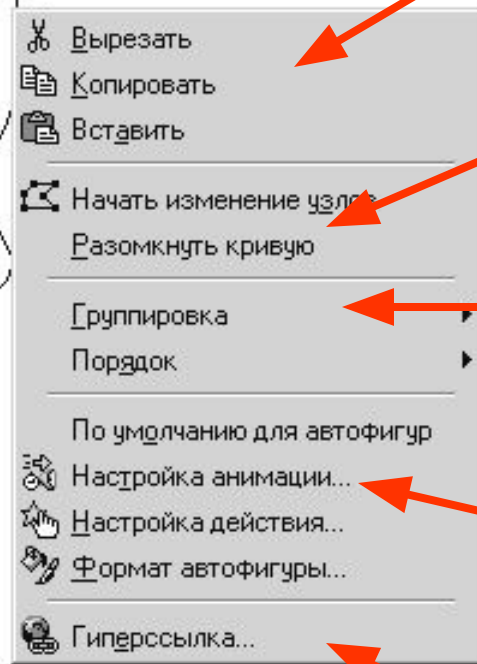 Вырезать
Копировать
Вставить
Начать изменение узлов
Разомкнуть кривую
Группировка
Порядок
По умолчанию для автофигур
Настройка анимации...
Настройка действия...
Формат автофигуры...
Гиперссылка...